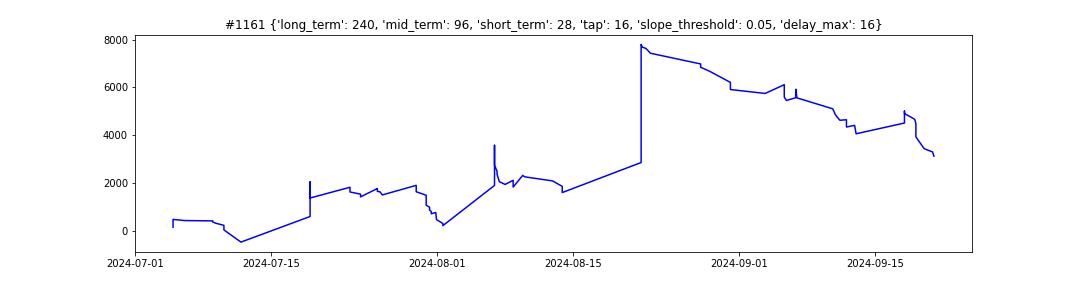 #1161 {'long_term': 240, 'mid_term': 96, 'short_term': 28, 'tap': 16, 'slope_threshold': 0.05, 'delay_max': 16}
8000
6000
4000
2000
0
2024-07-01 2024-07-15 2024-08-01 2024-08-15 2024-09-01 2024-09-15